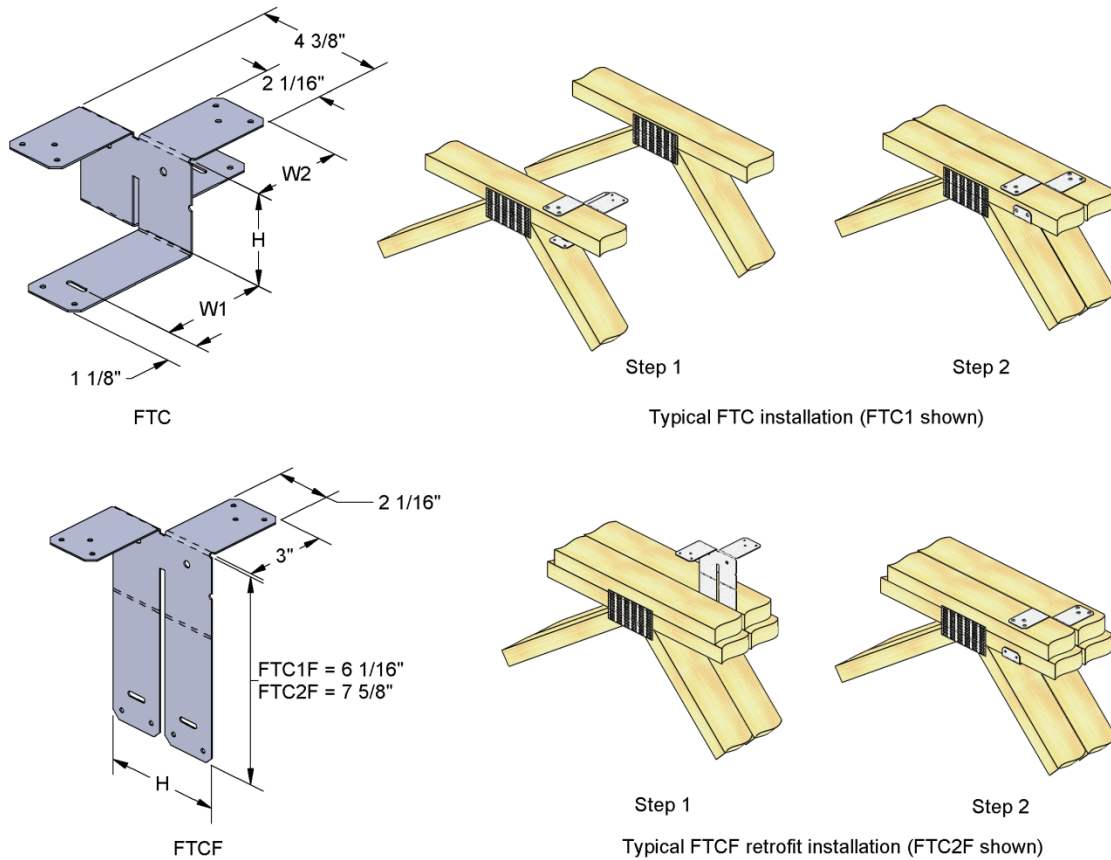 4 3/8"
2 1/16"
W2
H
W1
1 1/8"
FTC
Step 1
Step 2
Typical FTC installation (FTC1 shown)
2 1/16"
3"
FTC1F = 6 1/16"
FTC2F = 7 5/8"
H
FTCF
Step 1
Step 2
Typical FTCF retrofit installation (FTC2F shown)